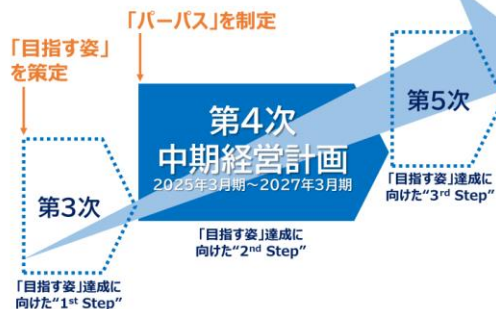 「パーパス」を制定
「目指す姿」
を策定
第3次
「目指す姿」達成に
向けた“1st Step”
第4次
中期経営計画
2025年3月期～2027年3月期
「目指す姿」達成に
向けた“2nd Step”
第5次
「目指す姿」達成に
向けた“3rd Step”